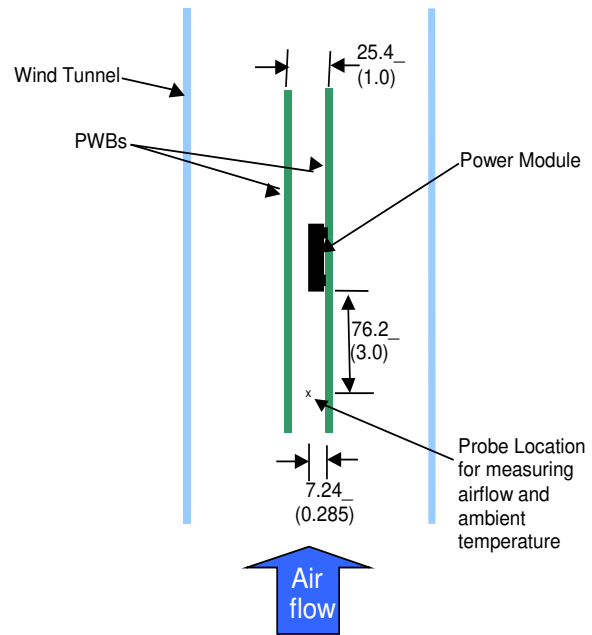 25.4_
(1.0)
Wind Tunnel
PWBs
Power Module
76.2_
(3.0)
x
Probe Location
for measuring
airflow and
ambient
temperature
7.24_
(0.285)
Air
flow